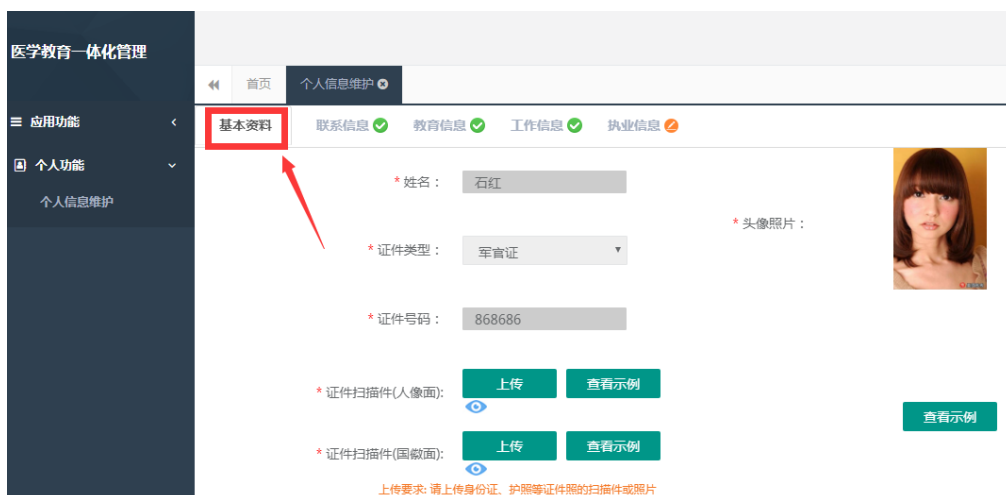 医学教育一体化管理
首页 个人信息维护
应用功能
基本资料 联系信息 教育信息 工作信息 执业信息
个人功能
个人信息维护
* 姓名： 石红
* 头像照片：
* 证件类型： 军官证
* 证件号码： 868686
* 证件扫描件(人像面): 上传 查看示例
查看示例
* 证件扫描件(国徽面): 上传 查看示例
上传要求: 请上传身份证、护照等证件照的扫描件或照片